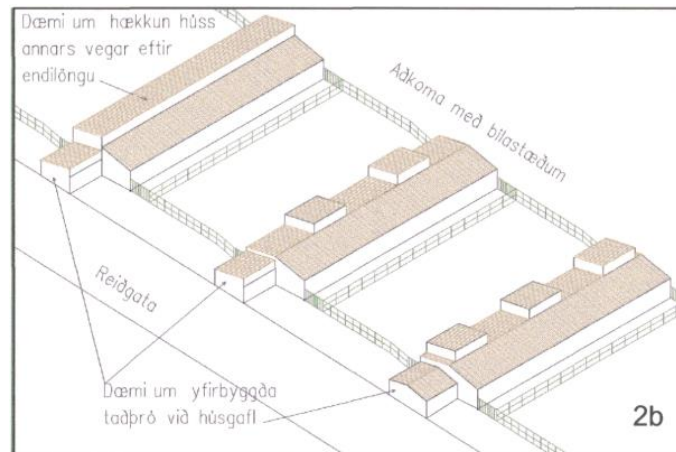 Dæmi um hækkun húss
annars vegar eftir
endilöngu
Aðkoma með bílastæðum
Reiðgata
Dæmi um yfirbyggða
taðþró við húsgafl
2b